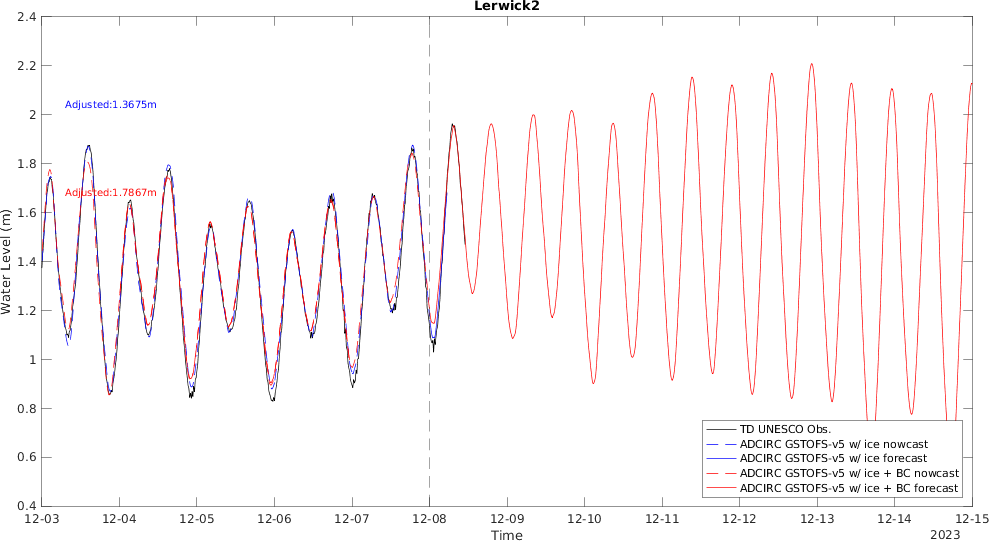 Lerwick2
2.4
2.2
2
1.8
1.6
1.4
1.2
1
0.8
0.6
0.4
Water Level (m)
Adjusted:1.3675m
Adjusted:1.7867m
TD UNESCO Obs.
ADCIRC GSTOFS-v5 w/ ice nowcast
ADCIRC GSTOFS-v5 w/ ice forecast
ADCIRC GSTOFS-v5 w/ ice + BC nowcast
ADCIRC GSTOFS-v5 w/ ice + BC forecast
12-03 12-04 12-05 12-06 12-07 12-08 12-09 12-10 12-11 12-12 12-13 12-14 12-15
Time
2023